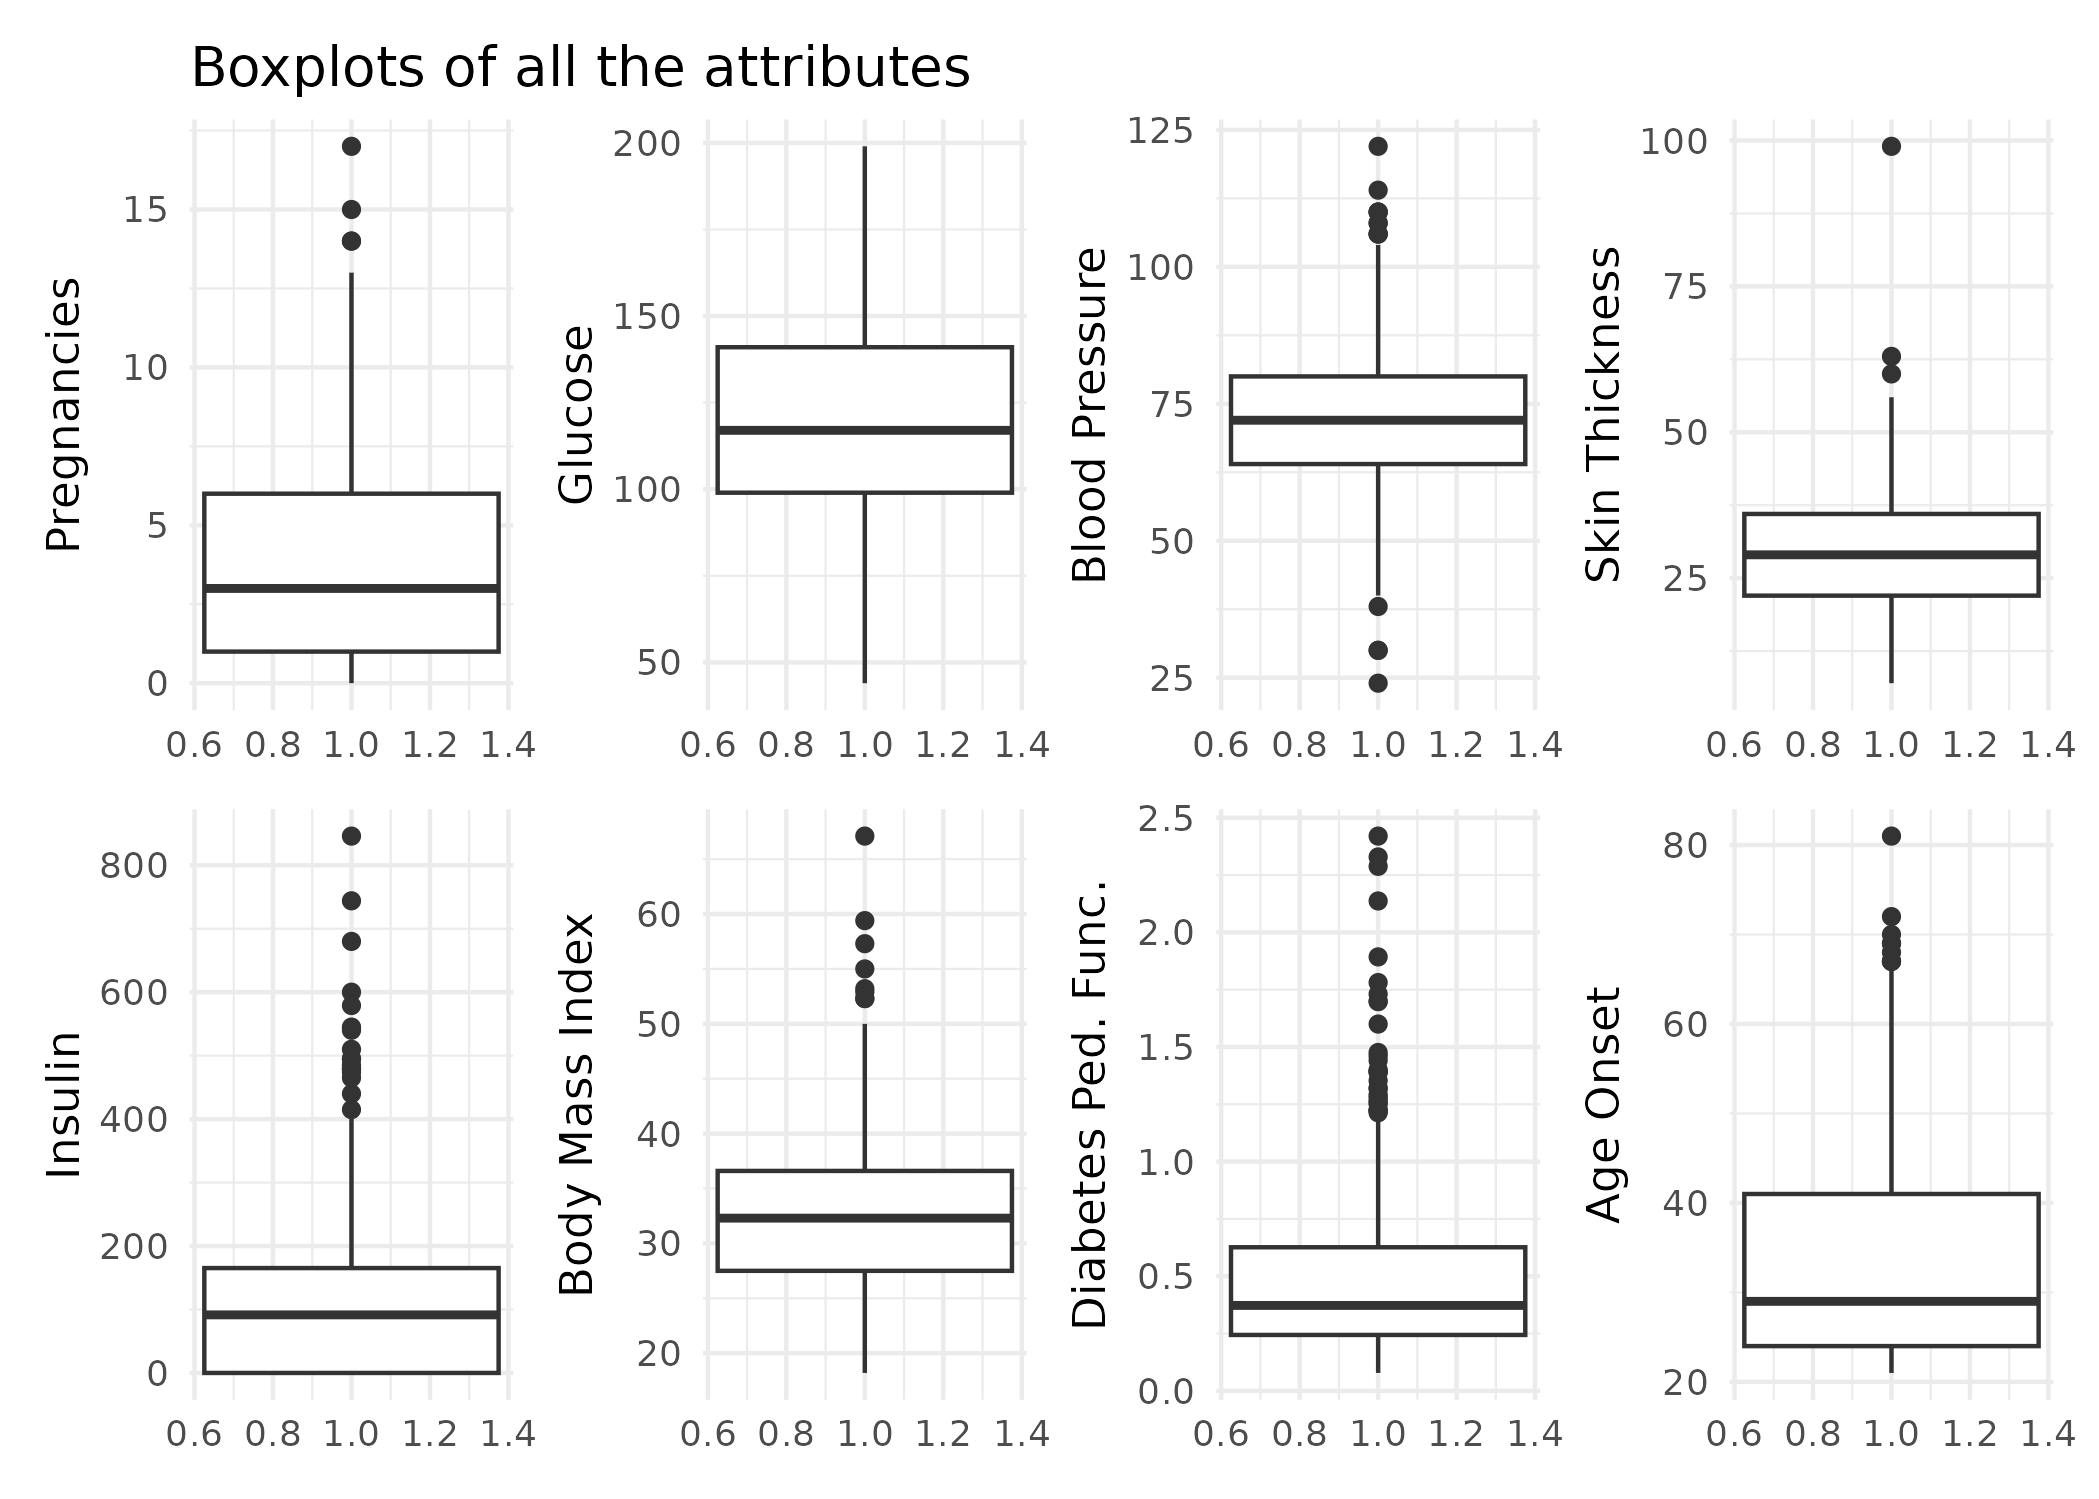 Boxplots of all the attributes
Pregnancies
15
10
5
0
0.6 0.8 1.0 1.2 1.4
Glucose
200
150
100
50
0.6 0.8 1.0 1.2 1.4
Blood Pressure
125
100
75
50
25
0.6 0.8 1.0 1.2 1.4
Skin Thickness
100
75
50
25
0.6 0.8 1.0 1.2 1.4
Insulin
800
600
400
200
0
0.6 0.8 1.0 1.2 1.4
Body Mass Index
60
50
40
30
20
0.6 0.8 1.0 1.2 1.4
Diabetes Ped. Func.
2.5
2.0
1.5
1.0
0.5
0.0
0.6 0.8 1.0 1.2 1.4
Age Onset
80
60
40
20
0.6 0.8 1.0 1.2 1.4